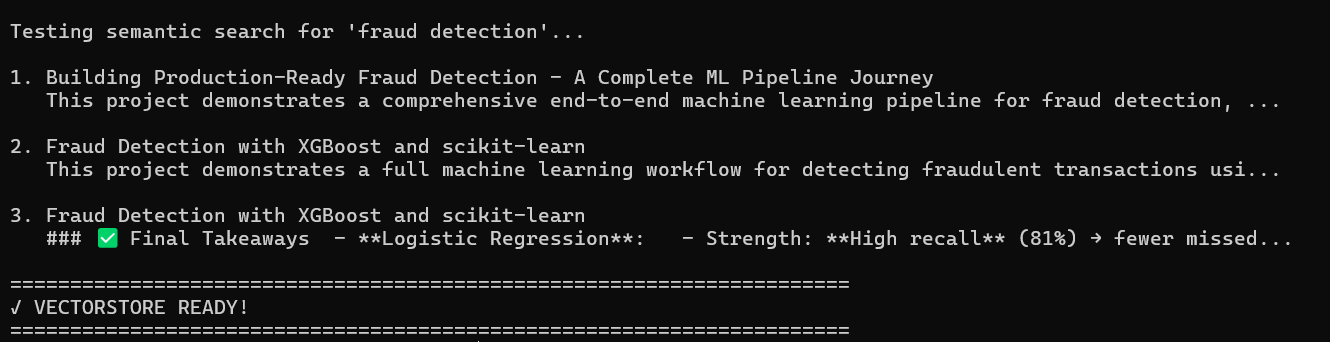 Testing semantic search for 'fraud detection'...
1. Building Production-Ready Fraud Detection - A Complete ML Pipeline Journey
This project demonstrates a comprehensive end-to-end machine learning pipeline for fraud detection, ...
2. Fraud Detection with XGBoost and scikit-learn
This project demonstrates a full machine learning workflow for detecting fraudulent transactions usi...
3. Fraud Detection with XGBoost and scikit-learn
### ✅ Final Takeaways  - **Logistic Regression**:   - Strength: **High recall** (81%) → fewer missed...
======================================================================
√ VECTORSTORE READY!
======================================================================